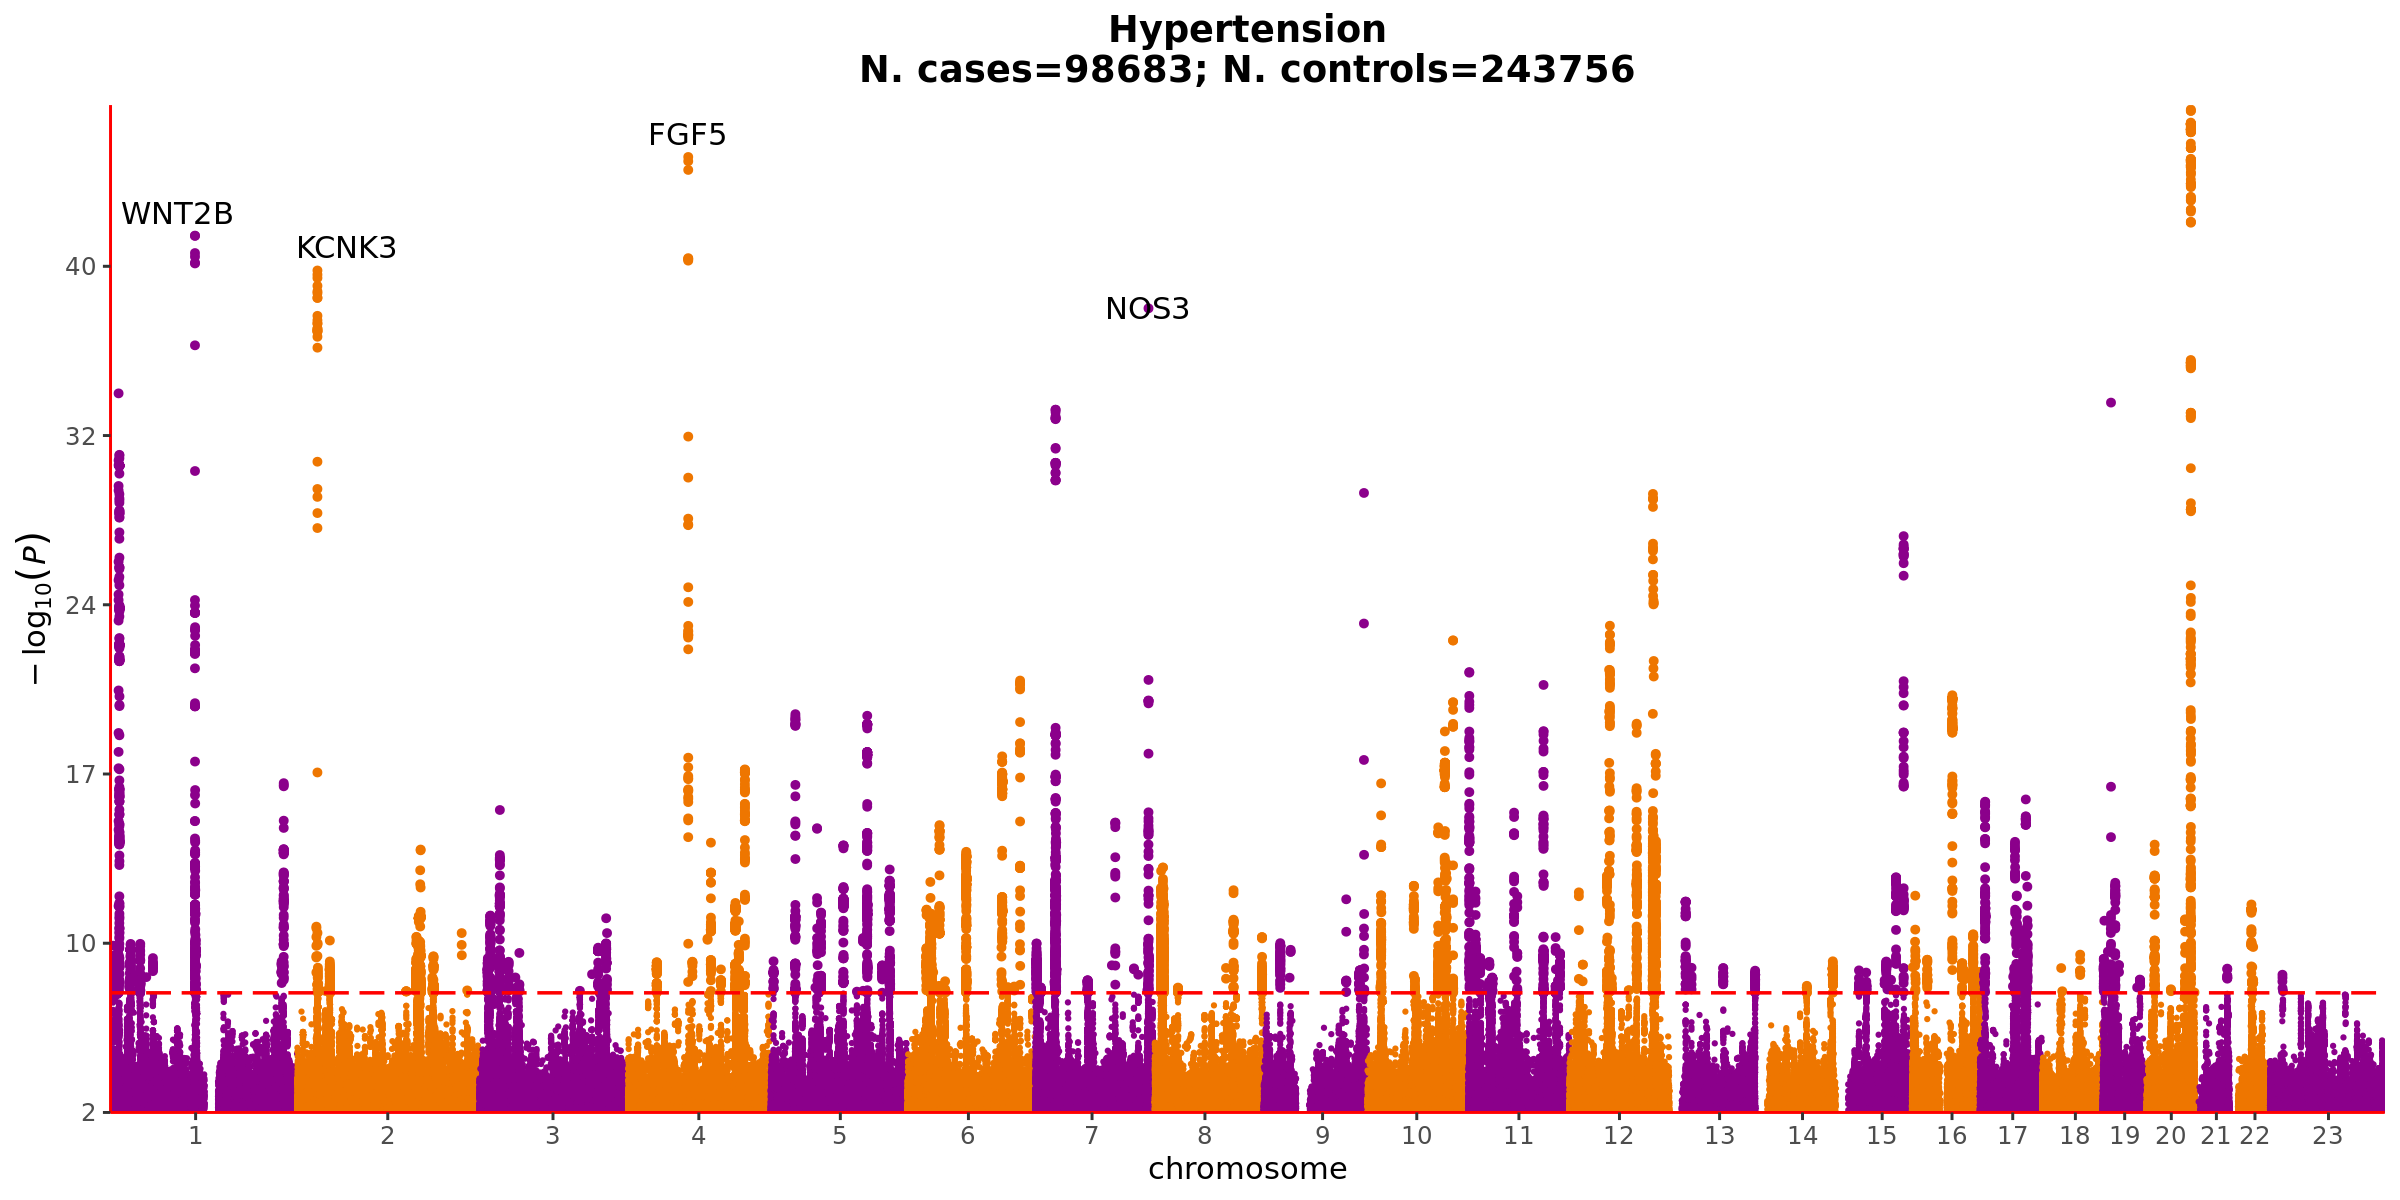 Hypertension
N. cases=98683; N. controls=243756
FGF5
WNT2B
KCNK3
NOS3
40
32
24
17
10
2
−log10(P)
1 2 3 4 5 6 7 8 9 10 11 12 13 14 15 16 17 18 19 20 21 22 23
chromosome